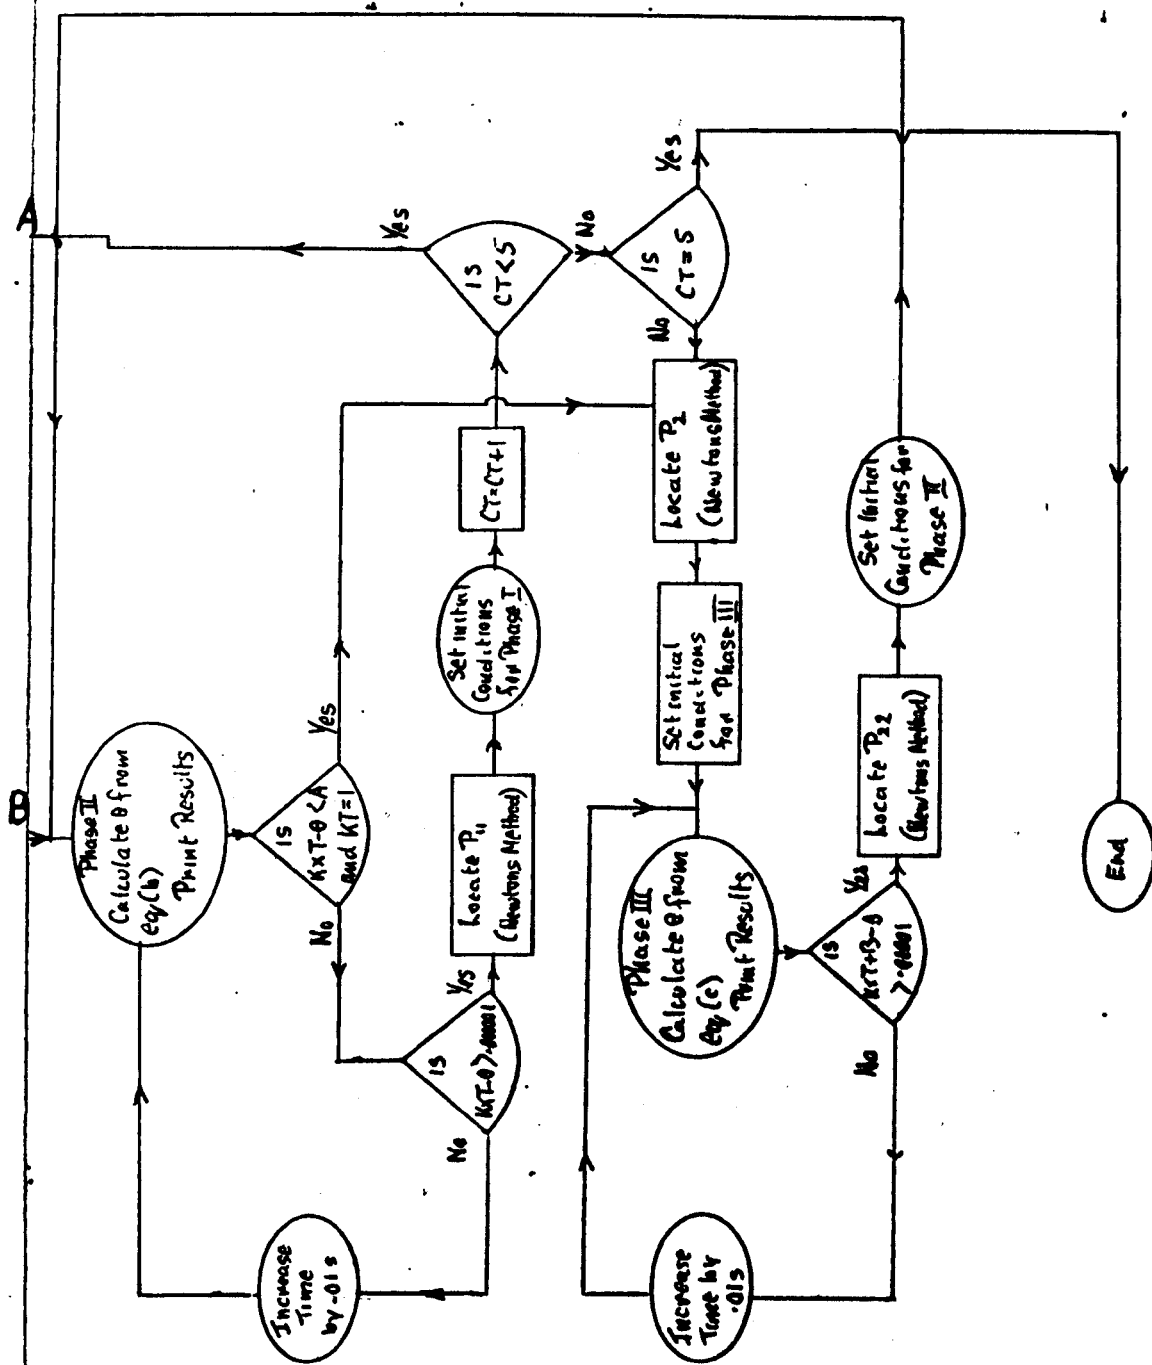 A
B
Phase II
Calculate θ from
eq (b)
Print Results
Is
KXT-θ<A
and KT=1
Yes
No
Is
KXT-θ>.00001
Yes
No
Increase
Time
by .01s
Locate P11
(Newtons Method)
Set initial
Conditions
for Phase I
CT=CT+1
Is
CT<5
Yes
No
Is
CT=5
Yes
No
Locate P2
(Newtons Method)
Set initial
Conditions
for Phase III
Phase III
Calculate θ from
eq (c)
Print Results
Is
Yes
No
Increase
Time by
.01s
Locate P22
(Newtons Method)
Set initial
Conditions for
Phase II
End